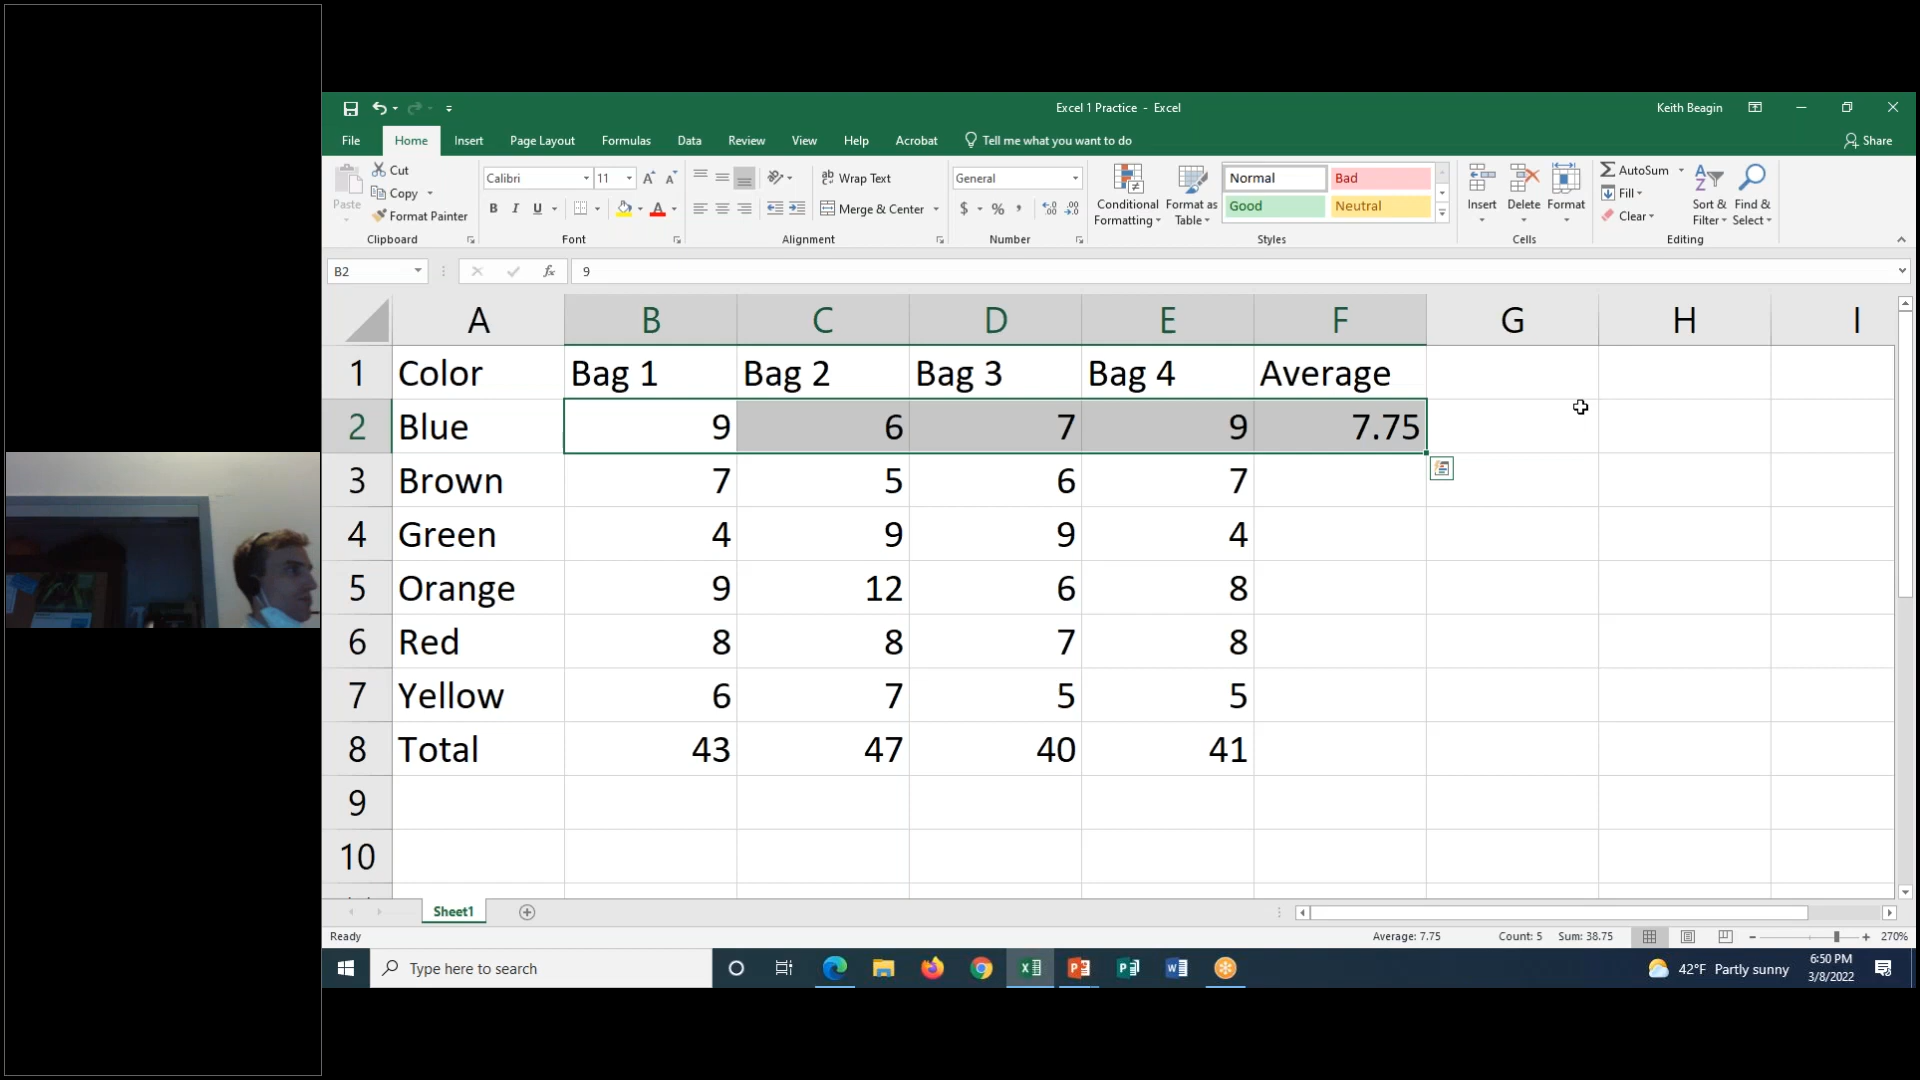 Excel 1 Practice - Excel
Keith Beagin
File Home Insert Page Layout Formulas Data Review View Help Acrobat Tell me what you want to do Share
Paste
Cut
Copy
Format Painter
Clipboard
Calibri 11
B I U
Font
Wrap Text
Merge & Center
Alignment
General
$ % ,
Number
Conditional Formatting
Format as Table
Normal Bad
Good Neutral
Styles
Insert Delete Format
Cells
AutoSum
Fill
Clear
Sort & Filter
Find & Select
Editing
B2 fx 9
A B C D E F G H I
1 Color Bag 1 Bag 2 Bag 3 Bag 4 Average
2 Blue 9 6 7 9 7.75
3 Brown 7 5 6 7
4 Green 4 9 9 4
5 Orange 9 12 6 8
6 Red 8 8 7 8
7 Yellow 6 7 5 5
8 Total 43 47 40 41
9
10
Sheet1
Ready Average: 7.75 Count: 5 Sum: 38.75 270%
Type here to search
42°F Partly sunny
6:50 PM
3/8/2022